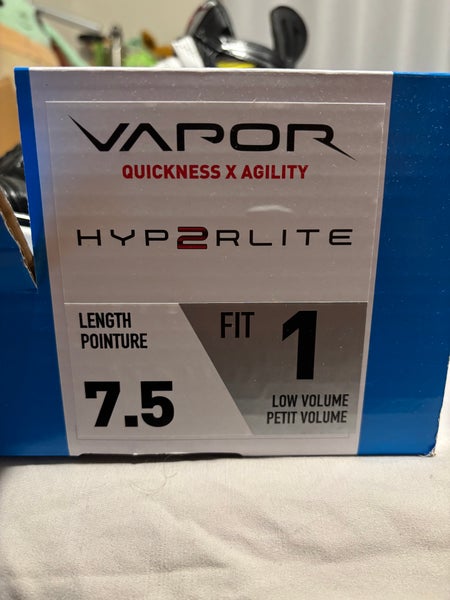 VAPOR
QUICKNESS X AGILITY
HYP2RLITE
LENGTH
POINTURE
7.5
FIT 1
LOW VOLUME
PETIT VOLUME